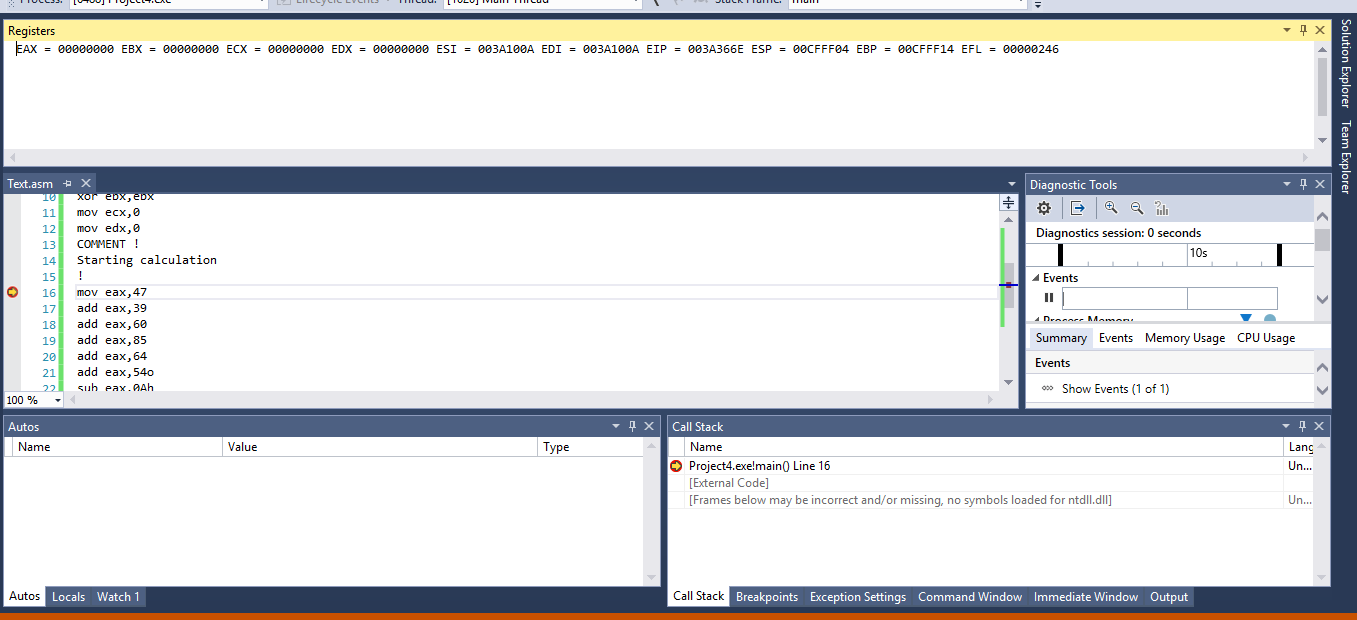 Process: [6488] Project4.exe Lifecycle Events Thread: [1020] Main Thread Stack Frame: main
Registers
EAX = 00000000 EBX = 00000000 ECX = 00000000 EDX = 00000000 ESI = 003A100A EDI = 003A100A EIP = 003A366E ESP = 00CFFF04 EBP = 00CFFF14 EFL = 00000246
Solution Explorer
Team Explorer
Text.asm
10 xor ebx,ebx
11 mov ecx,0
12 mov edx,0
13 COMMENT !
14 Starting calculation
15 !
16 mov eax,47
17 add eax,39
18 add eax,60
19 add eax,85
20 add eax,64
21 add eax,54o
22 sub eax,0Ah
100 %
Diagnostic Tools
Diagnostics session: 0 seconds
10s
Events
Process Memory
Summary Events Memory Usage CPU Usage
Events
Show Events (1 of 1)
Autos
Name Value Type
Autos Locals Watch 1
Call Stack
Name Lang
Project4.exe!main() Line 16 Un...
[External Code]
[Frames below may be incorrect and/or missing, no symbols loaded for ntdll.dll] Un...
Call Stack Breakpoints Exception Settings Command Window Immediate Window Output